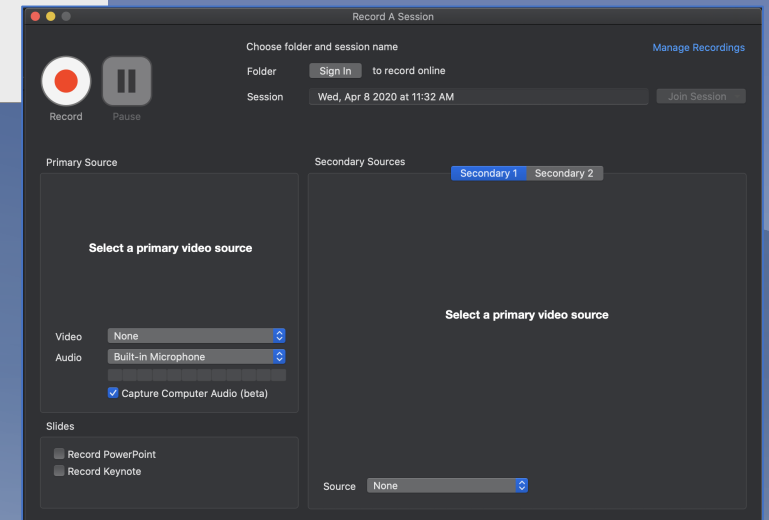 Record A Session
Choose folder and session name
Manage Recordings
Folder Sign In to record online
Session Wed, Apr 8 2020 at 11:32 AM Join Session
Record Pause
Primary Source
Select a primary video source
Video None
Audio Built-in Microphone
Capture Computer Audio (beta)
Slides
Record PowerPoint
Record Keynote
Secondary Sources
Secondary 1 Secondary 2
Select a primary video source
Source None